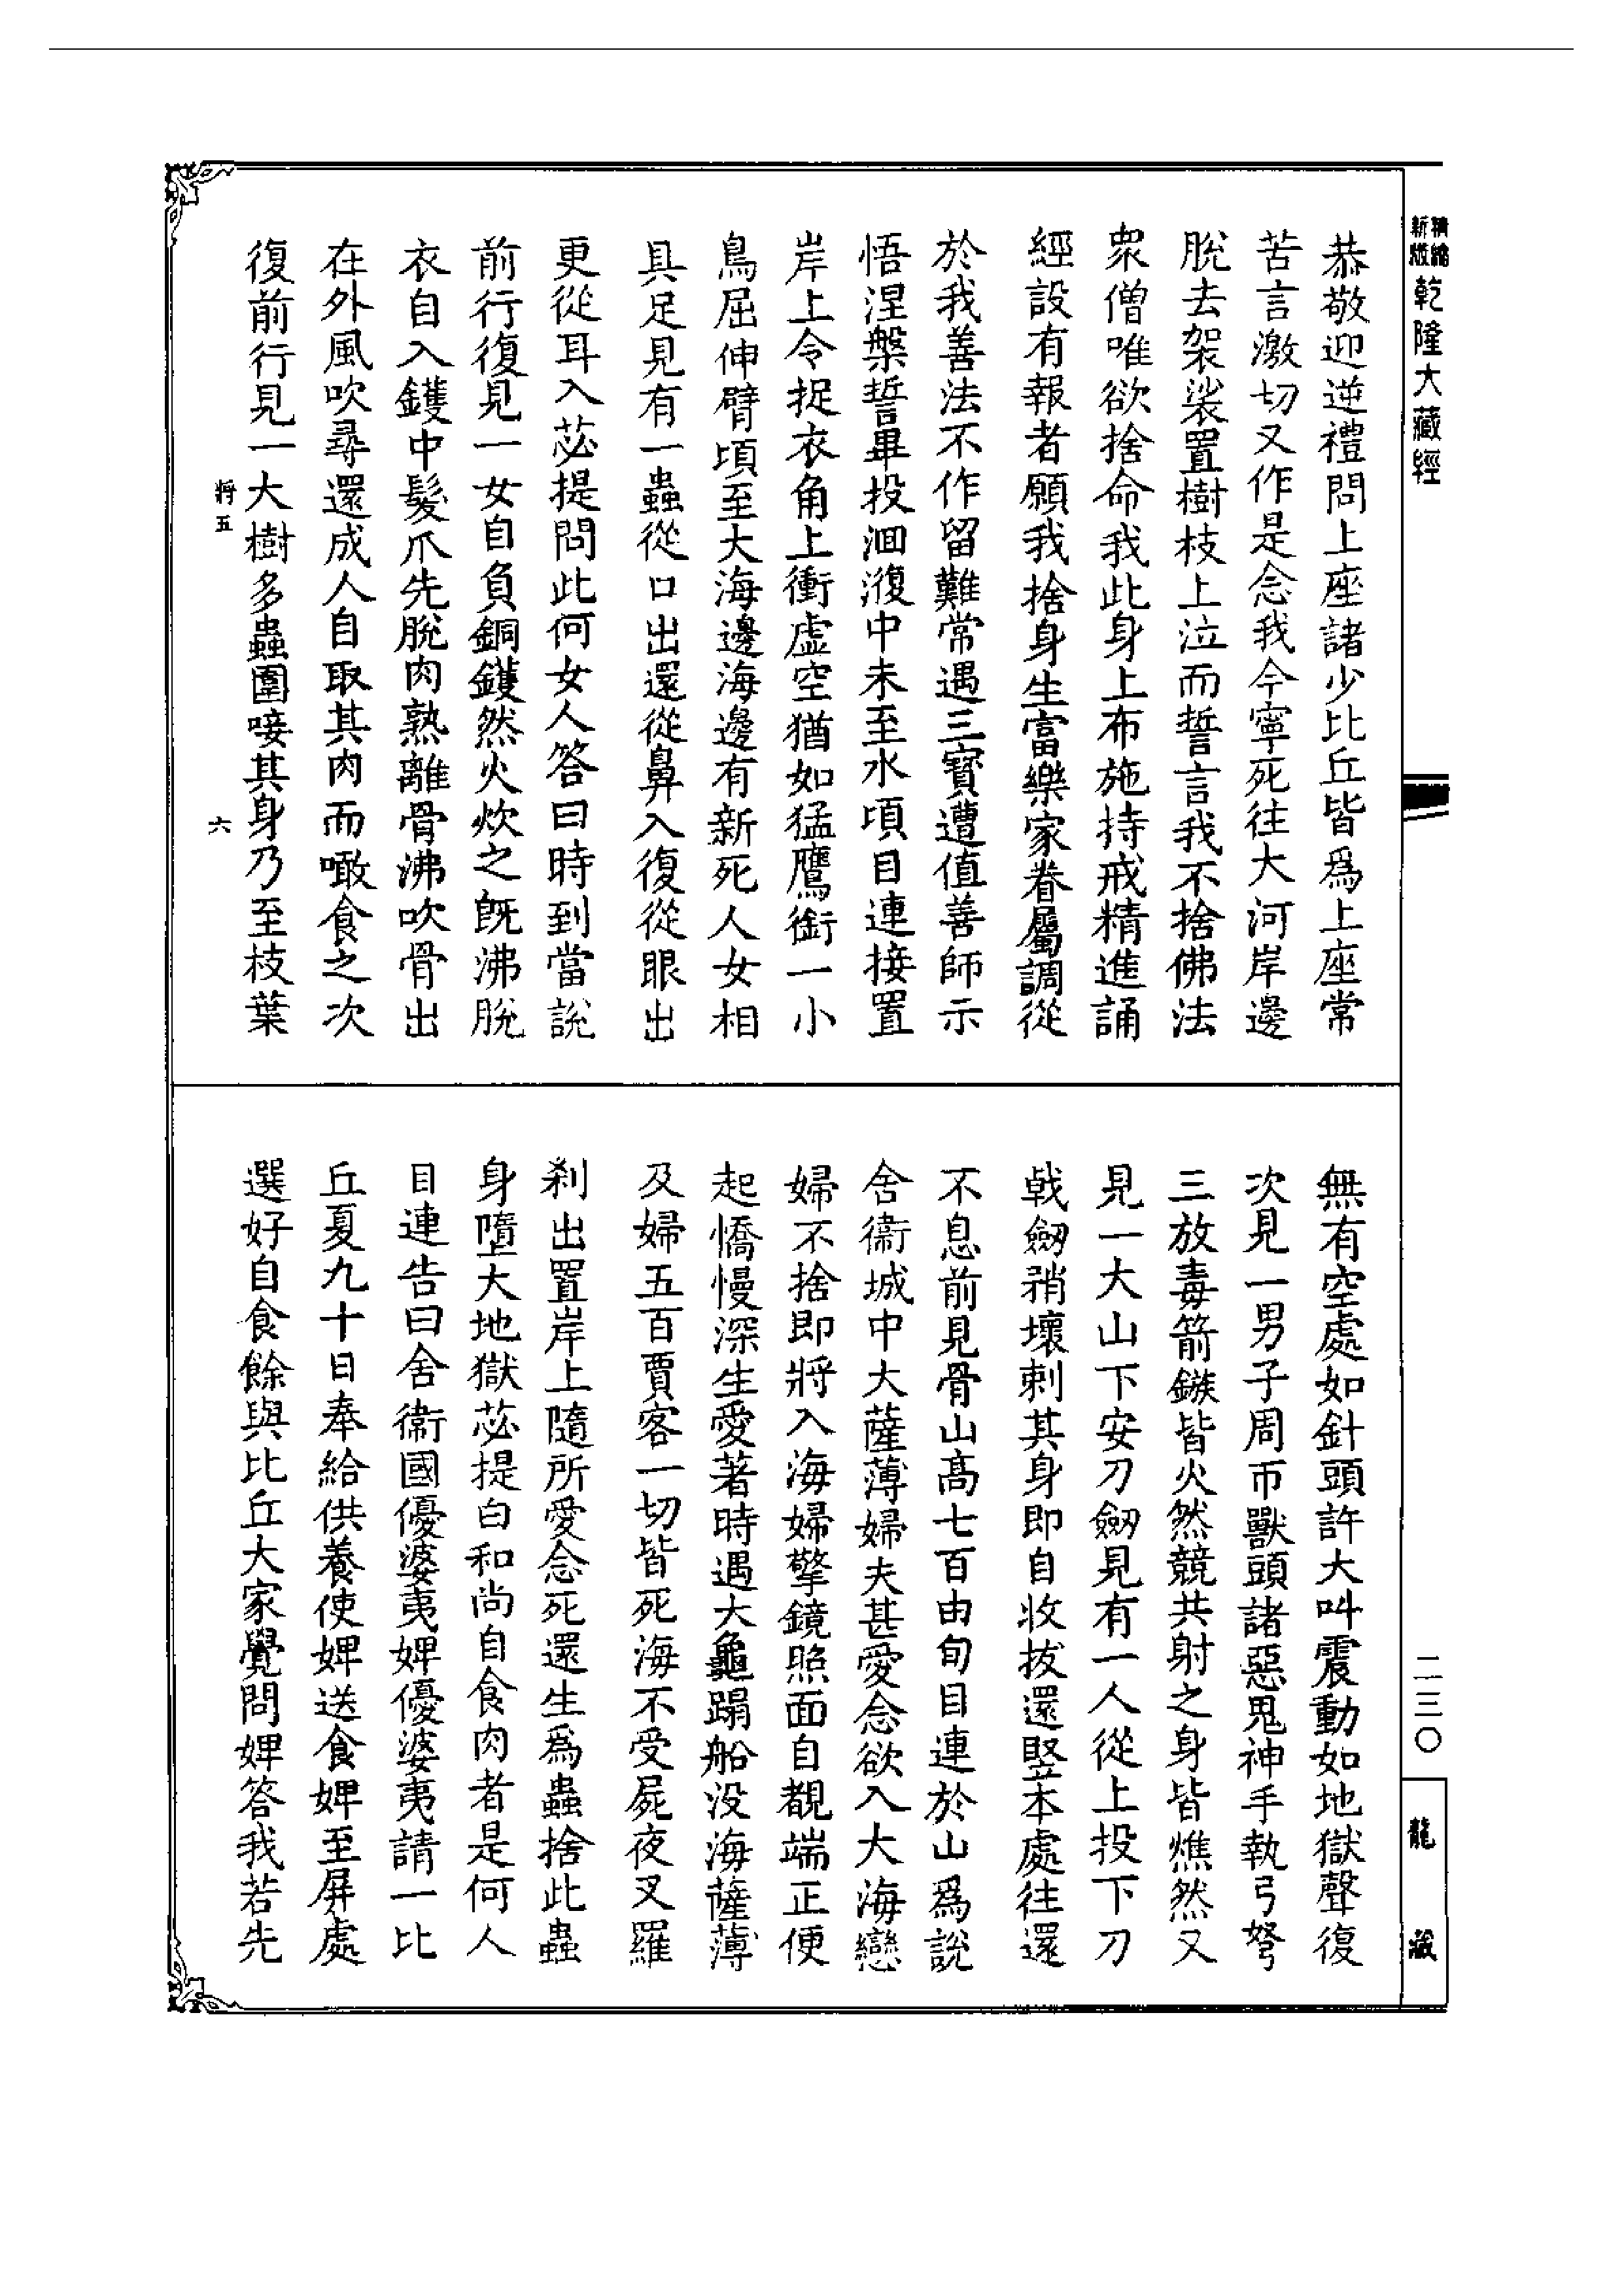 新編縮版乾隆大藏經
恭敬迎逆禮問上座諸少比丘皆為上座常
苦言激切又作是念我今寧死往大河岸邊
脫去袈裟置樹枝上泣而誓言我不捨佛法
衆僧唯欲捨命我此身上布施持戒精進誦
經設有報者願我捨身生富樂家眷屬調從
於我善法不作留難常遇三寶遭值善師示
悟涅槃誓畢投洄澓中未至水頃目連接置
岸上令捉衣角上衝虛空猶如猛鷹銜一小
鳥屈伸臂頃至大海邊海邊有新死人女相
具足見有一蟲從口出還從鼻入復從眼出
更從耳入苾提問此何女人答曰時到當説
前行復見一女自負銅鑊然火炊之旣沸脫
衣自入鑊中髮爪先脫肉熟離骨沸吹骨出
在外風吹尋還成人自取其肉而噉食之次
復前行見一大樹多蟲圍唼其身乃至枝葉
將五
六
無有空處如針頭許大叫震動如地獄聲復
次見一男子周帀獸頭諸惡鬼神手執弓弩
三放毒箭鏃皆火然競共射之身皆燋然又
見一大山下安刀劒見有一人從上投下刀
戟劒矟壞刺其身即自收拔還竪本處往還
不息前見骨山高七百由旬目連於山為説
舍衛城中大薩薄婦夫甚愛念欲入大海戀
婦不捨即將入海婦擎鏡照面自覩端正便
起憍慢深生愛著時遇大龜蹋船没海薩薄
及婦五百賈客一切皆死海不受屍夜叉羅
刹出置岸上隨所愛念死還生為蟲捨此蟲
身墮大地獄苾提白和尚自食肉者是何人
目連告曰舍衛國優婆夷婢優婆夷請一比
丘夏九十日奉給供養使婢送食婢至屏處
選好自食餘與比丘大家覺問婢答我若先
二三〇
龍藏